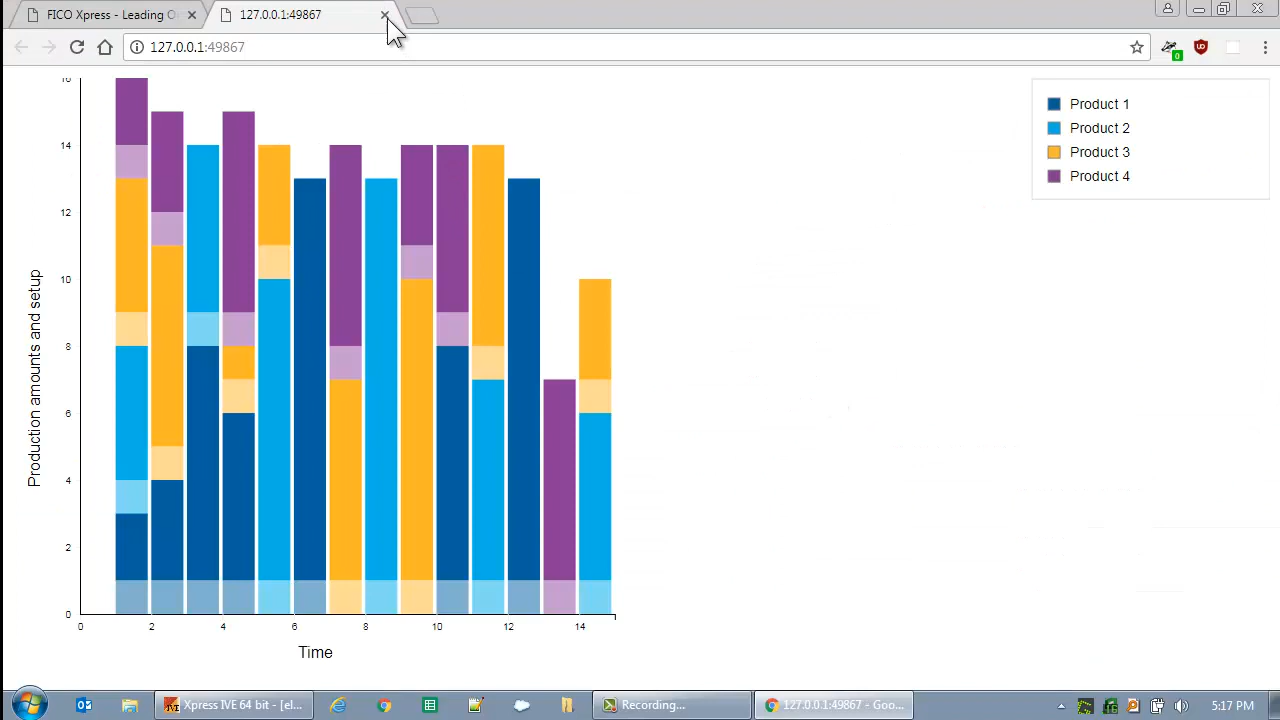 FICO Xpress - Leading O
127.0.0.1:49867
127.0.0.1:49867
0
16
14
12
10
8
6
4
2
0
Production amounts and setup
0 2 4 6 8 10 12 14
Time
Product 1
Product 2
Product 3
Product 4
Xpress IVE 64 bit - [el...
Recording...
127.0.0.1:49867 - Goo...
5:17 PM